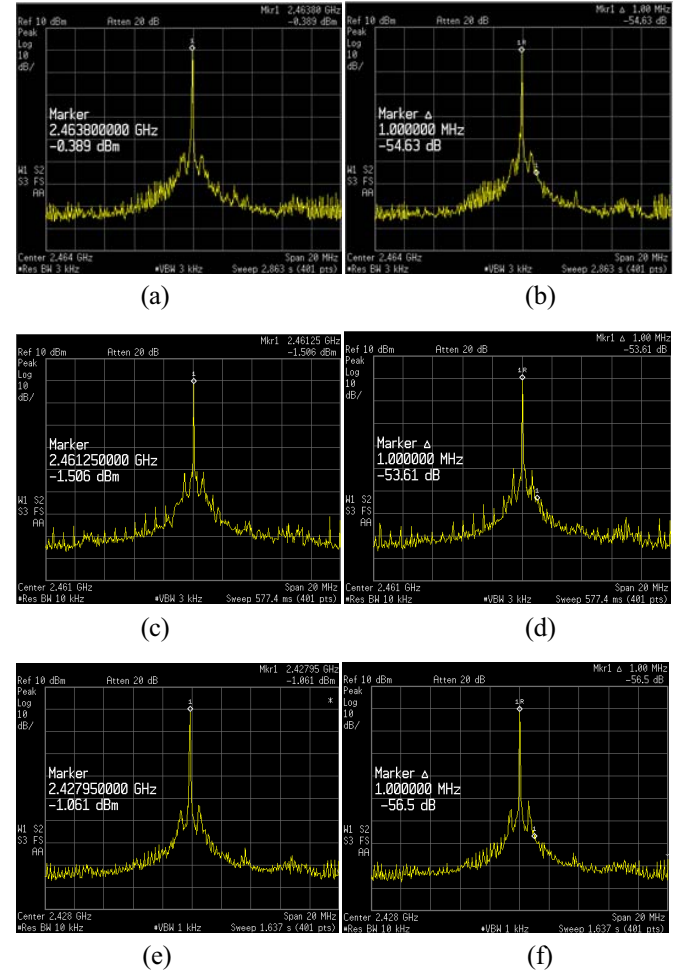 Mkr1 2.46380 GHz
Ref 10 dBm Atten 20 dB -0.389 dBm
Peak
Log
10
dB/
1
Marker
2.463800000 GHz
-0.389 dBm
W1 S2
S3 FS
AA
Center 2.464 GHz Span 20 MHz
*Res BW 3 kHz *VBW 3 kHz Sweep 2.863 s (401 pts)
(a)
Mkr1 Δ 1.00 MHz
Ref 10 dBm Atten 20 dB -54.63 dB
Peak
Log
10
dB/
1R
Marker Δ
1.000000 MHz
-54.63 dB
1
W1 S2
S3 FS
AA
Center 2.464 GHz Span 20 MHz
*Res BW 3 kHz *VBW 3 kHz Sweep 2.863 s (401 pts)
(b)
Mkr1 2.46125 GHz
Ref 10 dBm Atten 20 dB -1.506 dBm
Peak
Log
10
dB/
1
Marker
2.461250000 GHz
-1.506 dBm
W1 S2
S3 FS
AA
Center 2.461 GHz Span 20 MHz
*Res BW 10 kHz *VBW 3 kHz Sweep 577.4 ms (401 pts)
(c)
Mkr1 Δ 1.00 MHz
Ref 10 dBm Atten 20 dB -53.61 dB
Peak
Log
10
dB/
1R
Marker Δ
1.000000 MHz
-53.61 dB
1
W1 S2
S3 FS
AA
Center 2.461 GHz Span 20 MHz
*Res BW 10 kHz *VBW 3 kHz Sweep 577.4 ms (401 pts)
(d)
Mkr1 2.42795 GHz
Ref 10 dBm Atten 20 dB -1.061 dBm
Peak
Log
10
dB/
1
*
Marker
2.427950000 GHz
-1.061 dBm
W1 S2
S3 FS
AA
Center 2.428 GHz Span 20 MHz
*Res BW 10 kHz *VBW 1 kHz Sweep 1.637 s (401 pts)
(e)
Mkr1 Δ 1.00 MHz
Ref 10 dBm Atten 20 dB -56.5 dB
Peak
Log
10
dB/
1R
Marker Δ
1.000000 MHz
-56.5 dB
1
W1 S2
S3 FS
AA
Center 2.428 GHz Span 20 MHz
*Res BW 10 kHz *VBW 1 kHz Sweep 1.637 s (401 pts)
(f)